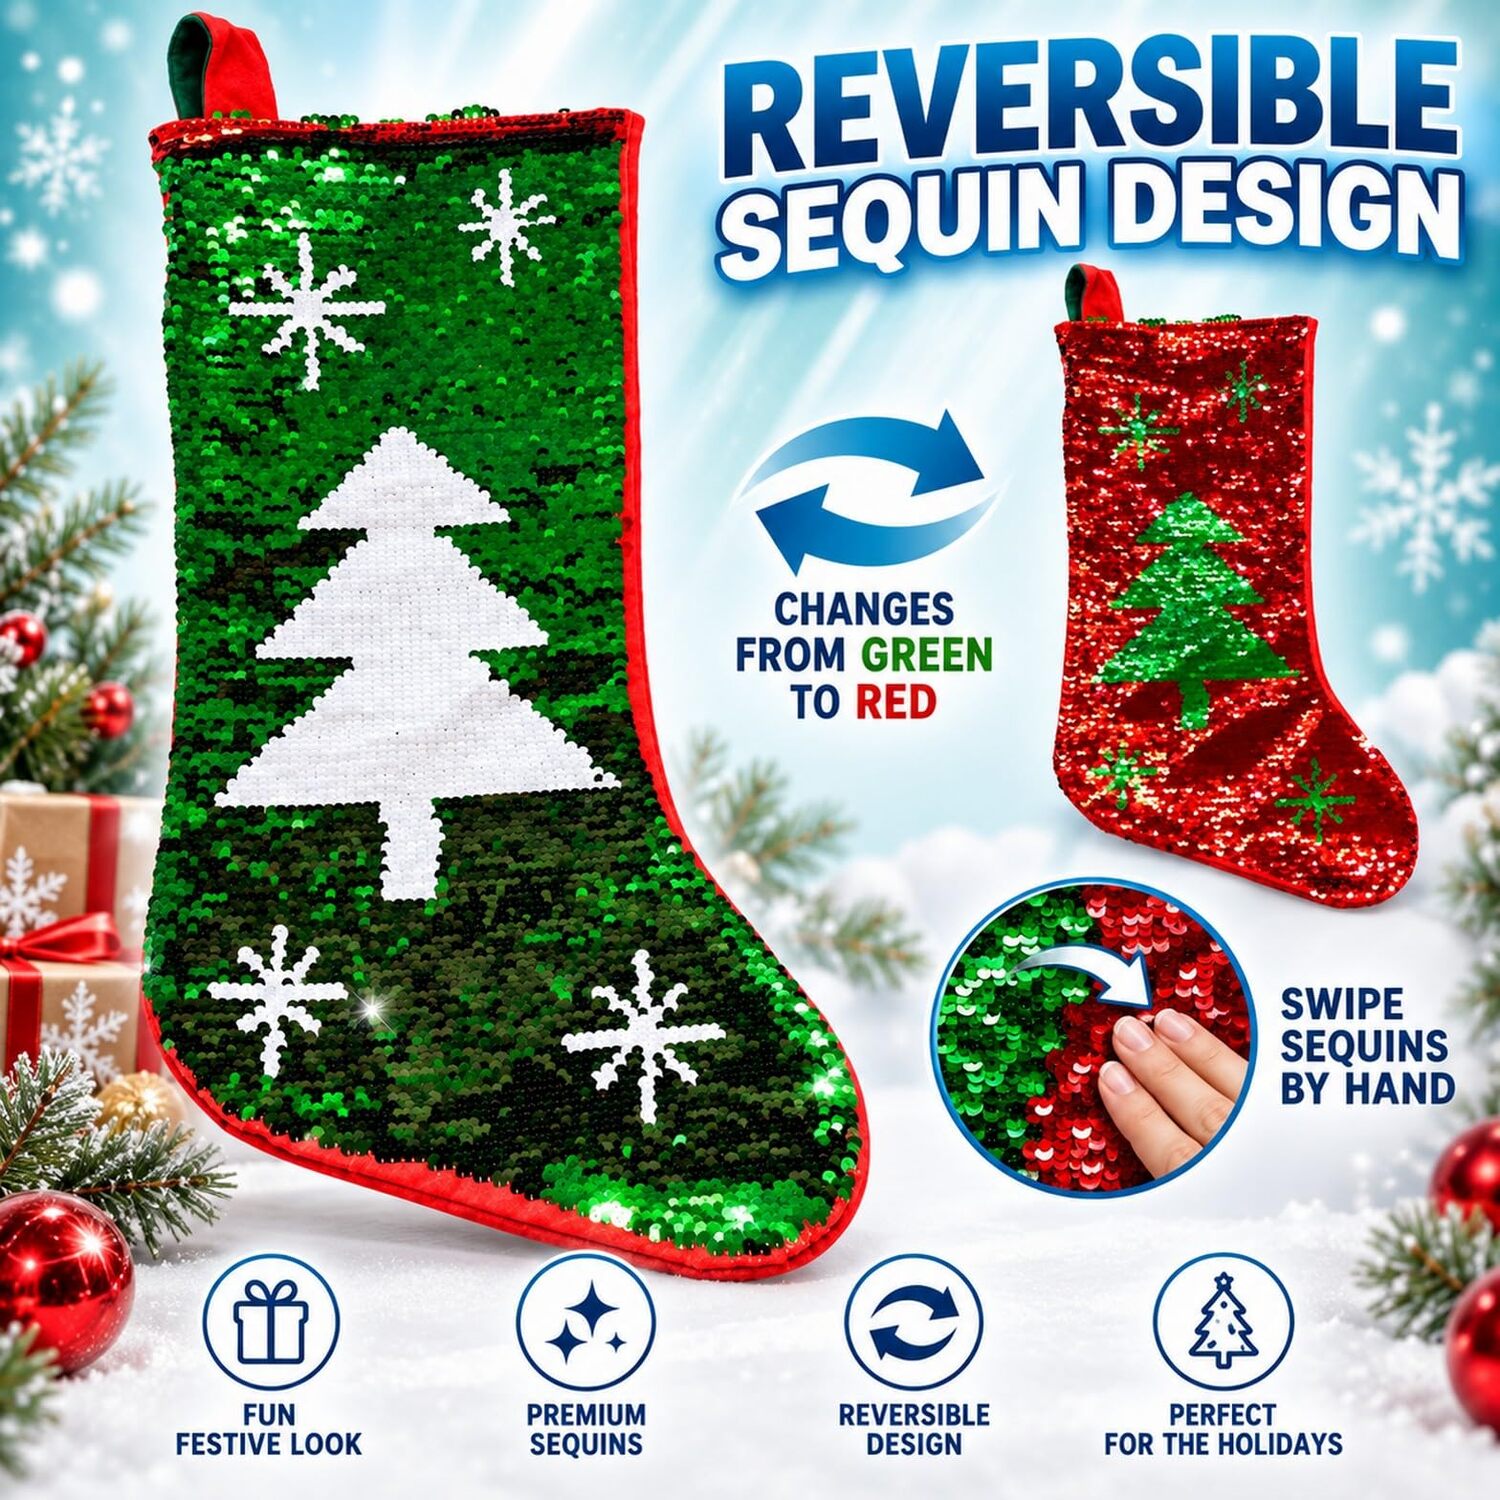 REVERSIBLE
SEQUIN DESIGN
CHANGES
FROM GREEN
TO RED
SWIPE
SEQUINS
BY HAND
FUN
FESTIVE LOOK
PREMIUM
SEQUINS
REVERSIBLE
DESIGN
PERFECT
FOR THE HOLIDAYS